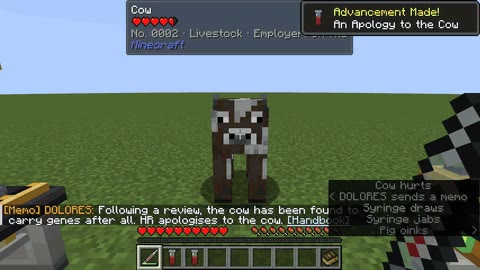 Cow
No. 0002 · Livestock · Employer
Minecraft
Advancement Made!
An Apology to the Cow
[Memo] DOLORES: Following a review, the cow has been found to
carry genes after all. HR apologises to the cow. [Handbook]
Cow hurts
< DOLORES sends a memo
Syringe draws
Syringe jabs
Pig oinks >